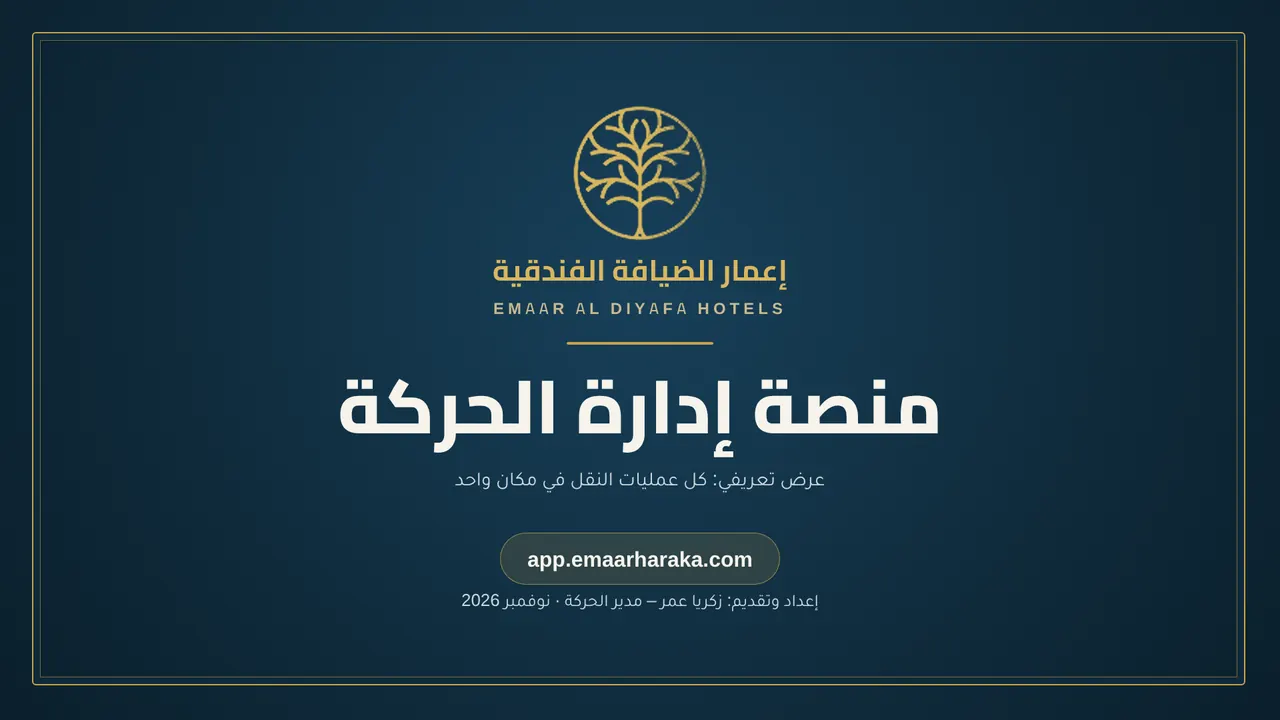 إعمار الضيافة الفندقية
EMAAR AL DIYAFA HOTELS
منصة إدارة الحركة
عرض تعريفي: كل عمليات النقل في مكان واحد
app.emaarharaka.com
إعداد وتقديم: زكريا عمر – مدير الحركة · نوفمبر 2026